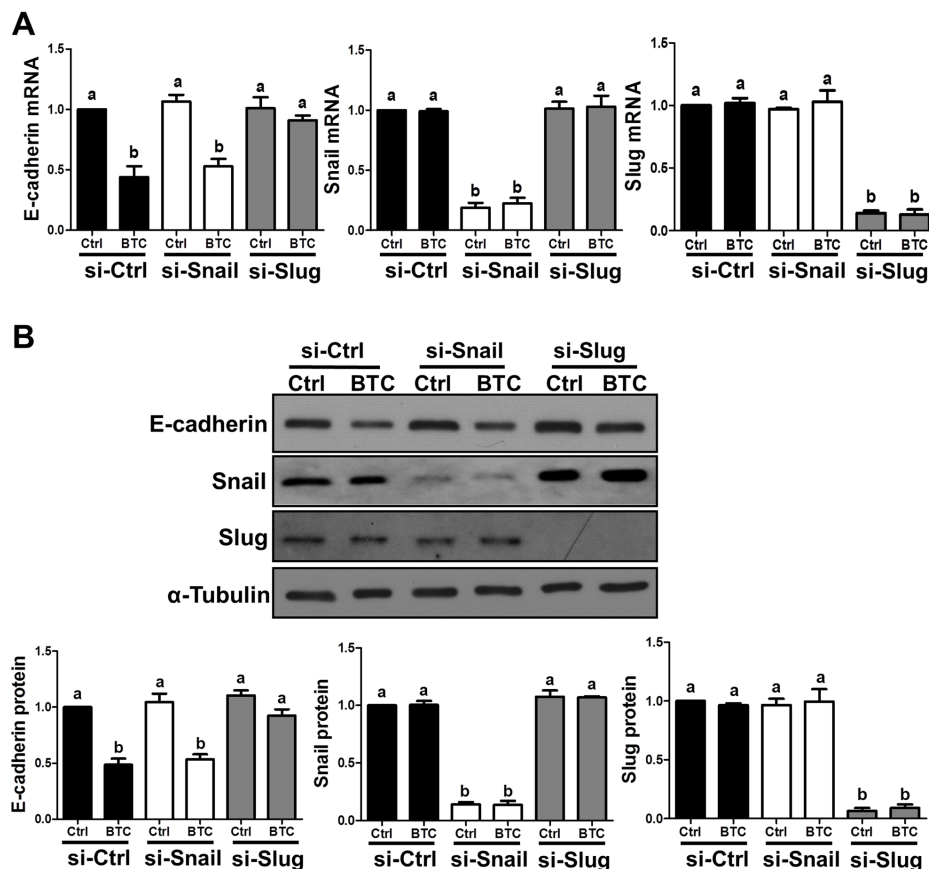 A
E-cadherin mRNA
1.5
1.0
0.5
0.0
a
b
a
b
a
a
Ctrl BTC Ctrl BTC Ctrl BTC
si-Ctrl si-Snail si-Slug
Snail mRNA
1.5
1.0
0.5
0.0
a
a
b
b
a
a
Ctrl BTC Ctrl BTC Ctrl BTC
si-Ctrl si-Snail si-Slug
Slug mRNA
1.5
1.0
0.5
0.0
a
a
a
a
b
b
Ctrl BTC Ctrl BTC Ctrl BTC
si-Ctrl si-Snail si-Slug
B
si-Ctrl si-Snail si-Slug
Ctrl BTC Ctrl BTC Ctrl BTC
E-cadherin
Snail
Slug
α-Tubulin
E-cadherin protein
1.5
1.0
0.5
0.0
a
b
a
b
a
a
Ctrl BTC Ctrl BTC Ctrl BTC
si-Ctrl si-Snail si-Slug
Snail protein
1.5
1.0
0.5
0.0
a
a
b
b
a
a
Ctrl BTC Ctrl BTC Ctrl BTC
si-Ctrl si-Snail si-Slug
Slug protein
1.5
1.0
0.5
0.0
a
a
a
a
b
b
Ctrl BTC Ctrl BTC Ctrl BTC
si-Ctrl si-Snail si-Slug